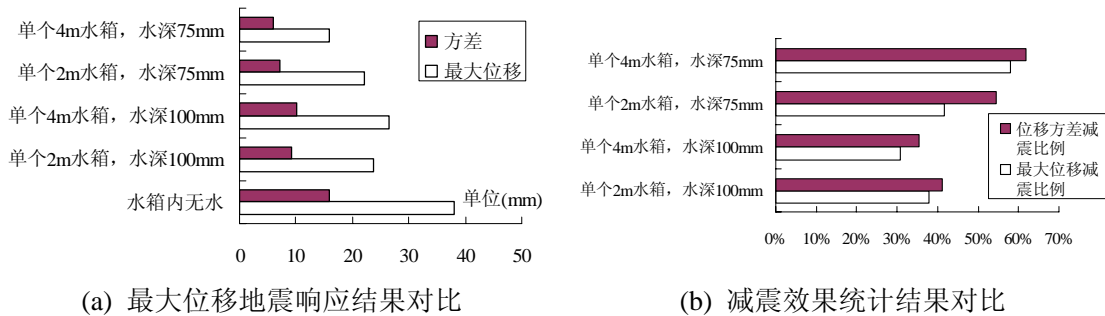 单个4m水箱，水深75mm
单个2m水箱，水深75mm
单个4m水箱，水深100mm
单个2m水箱，水深100mm
水箱内无水
方差
最大位移
单位(mm)
0 10 20 30 40 50
(a) 最大位移地震响应结果对比
单个4m水箱，水深75mm
单个2m水箱，水深75mm
单个4m水箱，水深100mm
单个2m水箱，水深100mm
位移方差减
震比例
最大位移减
震比例
0% 10% 20% 30% 40% 50% 60% 70%
(b) 减震效果统计结果对比